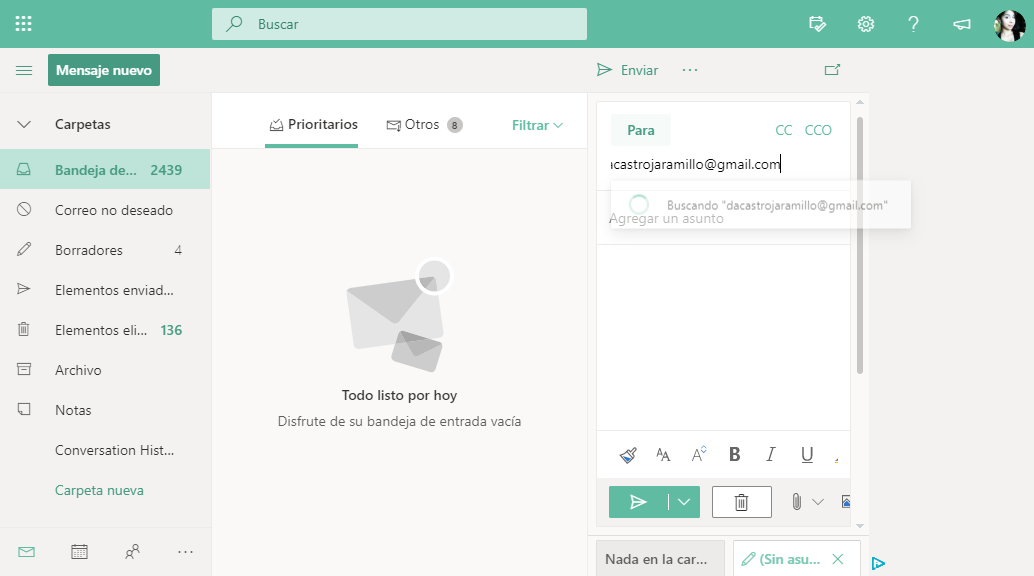 Buscar
Mensaje nuevo
Enviar
Carpetas
Prioritarios
Otros 8
Filtrar
Para
CC CCO
acastrojaramillo@gmail.com
Buscando "dacastrojaramillo@gmail.com"
Agregar un asunto
Bandeja de... 2439
Correo no deseado
Borradores 4
Elementos enviad...
Elementos eli... 136
Archivo
Notas
Conversation Hist...
Carpeta nueva
Todo listo por hoy
Disfrute de su bandeja de entrada vacía
B I U
Nada en la car...
(Sin asu...